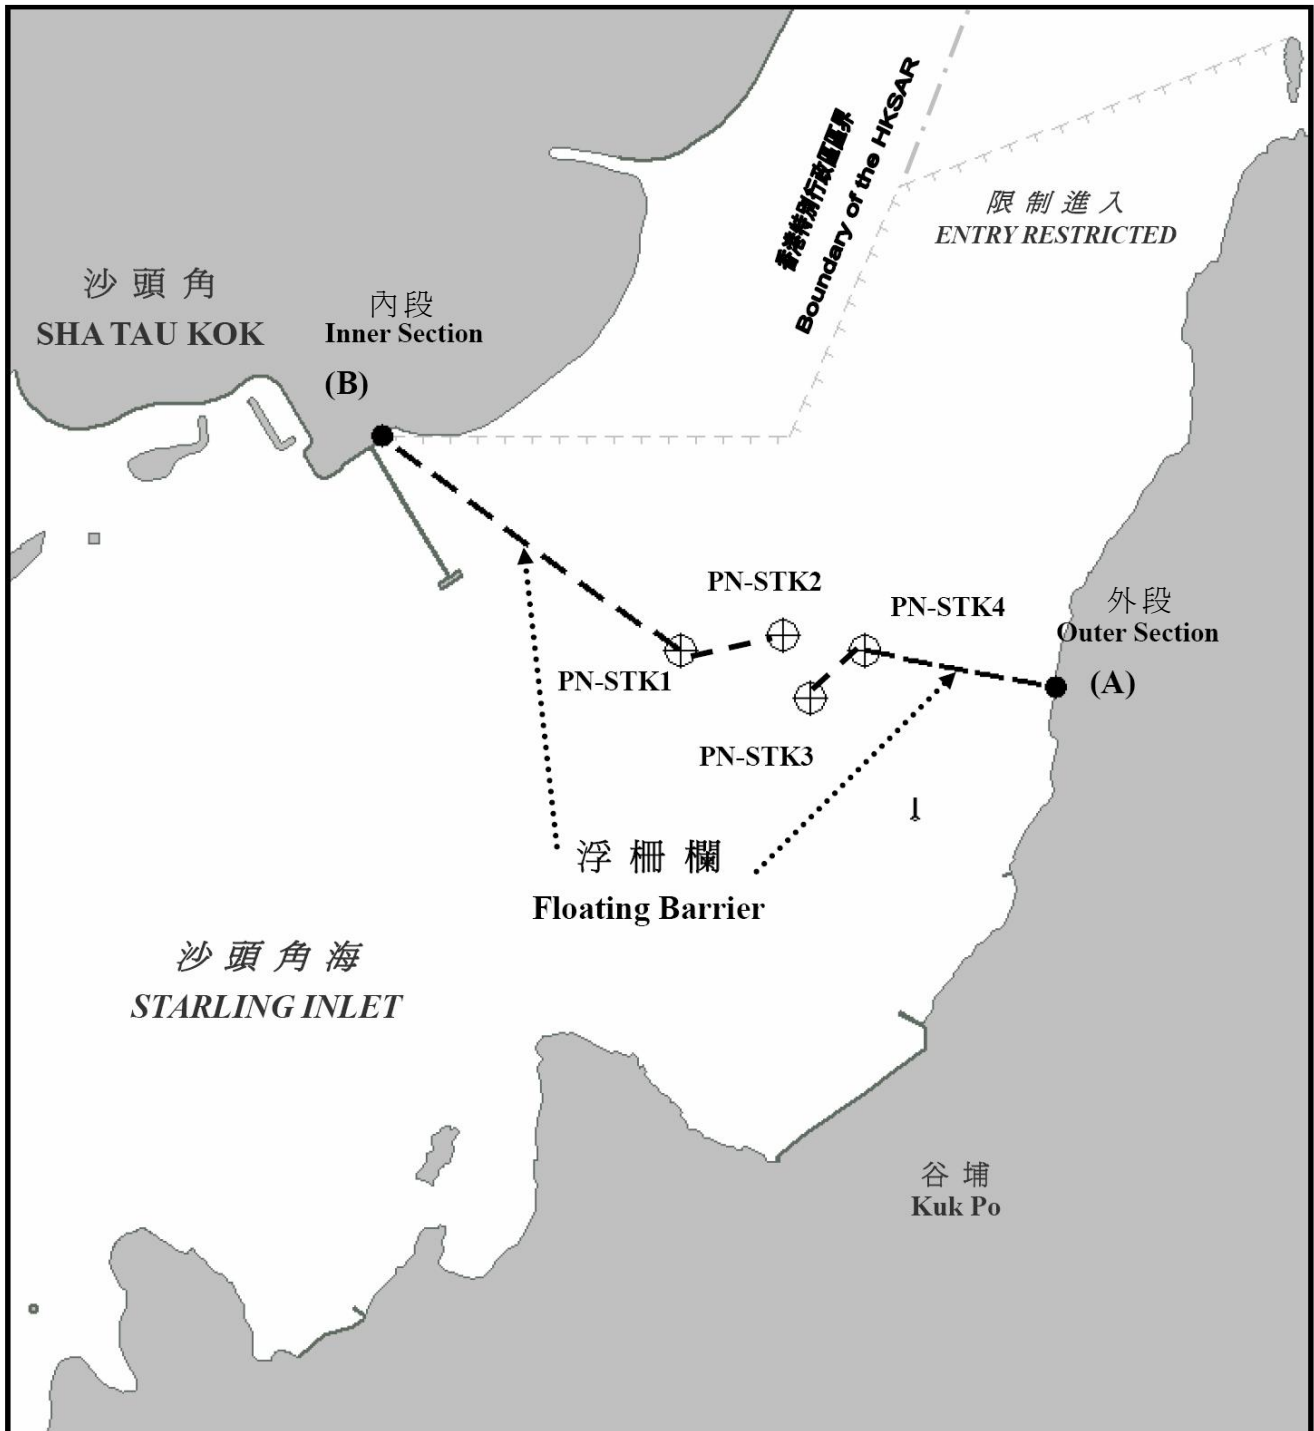 香港特別行政區區界
Boundary of the HKSAR
限制進入
ENTRY RESTRICTED
沙頭角
SHA TAU KOK
內段
Inner Section
(B)
PN-STK2
PN-STK4
外段
Outer Section
(A)
PN-STK1
PN-STK3
浮柵欄
Floating Barrier
沙頭角海
STARLING INLET
谷埔
Kuk Po